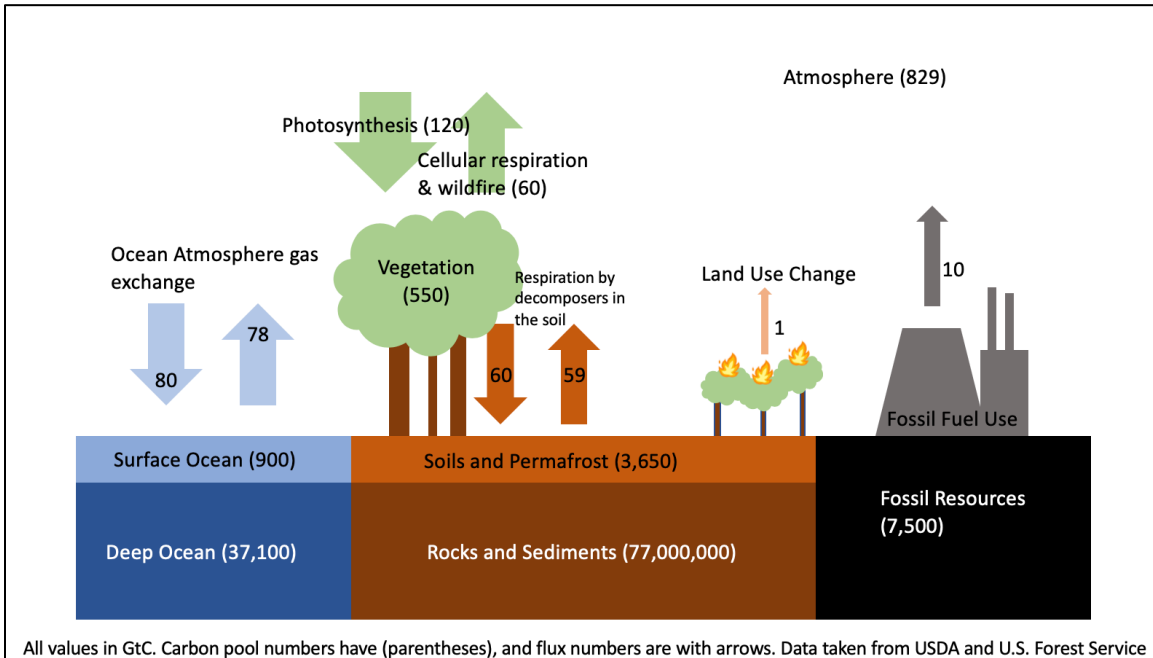 Atmosphere (829)
Photosynthesis (120)
Cellular respiration
& wildfire (60)
Ocean Atmosphere gas
exchange
80
78
Vegetation
(550)
Respiration by
decomposers in
the soil
60
59
Land Use Change
1
10
Fossil Fuel Use
Surface Ocean (900)
Soils and Permafrost (3,650)
Fossil Resources
(7,500)
Deep Ocean (37,100)
Rocks and Sediments (77,000,000)
All values in GtC. Carbon pool numbers have (parentheses), and flux numbers are with arrows. Data taken from USDA and U.S. Forest Service